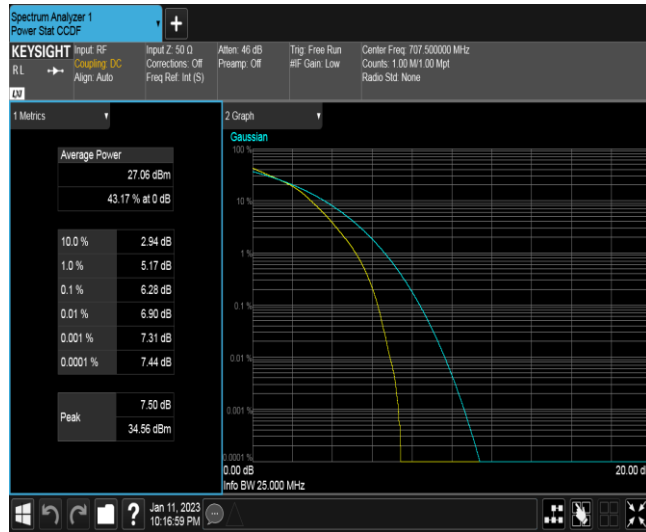 Spectrum Analyzer 1
Power Stat CCDF
+
KEYSIGHT
RL
LXI
Input: RF
Coupling: DC
Align: Auto
Input Z: 50 Ω
Corrections: Off
Freq Ref: Int (S)
Atten: 46 dB
Preamp: Off
Trig: Free Run
#IF Gain: Low
Center Freq: 707.500000 MHz
Counts: 1.00 M/1.00 Mpt
Radio Std: None
1 Metrics
Average Power
27.06 dBm
43.17 % at 0 dB
10.0 % 2.94 dB
1.0 % 5.17 dB
0.1 % 6.28 dB
0.01 % 6.90 dB
0.001 % 7.31 dB
0.0001 % 7.44 dB
Peak
7.50 dB
34.56 dBm
2 Graph
Gaussian
100 %
10 %
1 %
0.1 %
0.01 %
0.001 %
0.0001 %
0.00 dB
20.00 d
Info BW 25.000 MHz
?
Jan 11, 2023
10:16:59 PM